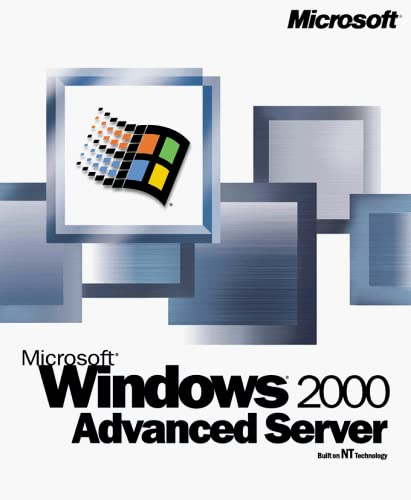 Microsoft®
Microsoft®
Windows® 2000
Advanced Server
Built on NT Technology